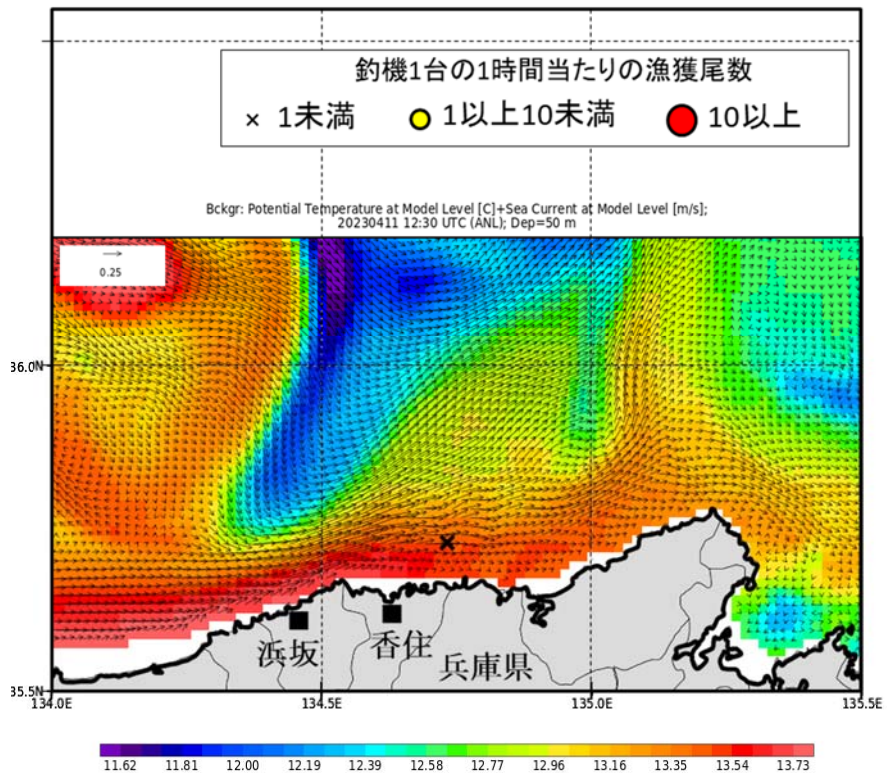 釣機1台の1時間当たりの漁獲尾数
× 1未満 1以上10未満 10以上
Bckgr: Potential Temperature at Model Level [C]+Sea Current at Model Level [m/s];
20230411 12:30 UTC (ANL); Dep=50 m
0.25
36.0N
浜坂 香住 兵庫県
35.5N
134.0E 134.5E 135.0E 135.5E
11.62 11.81 12.00 12.19 12.39 12.58 12.77 12.96 13.16 13.35 13.54 13.73